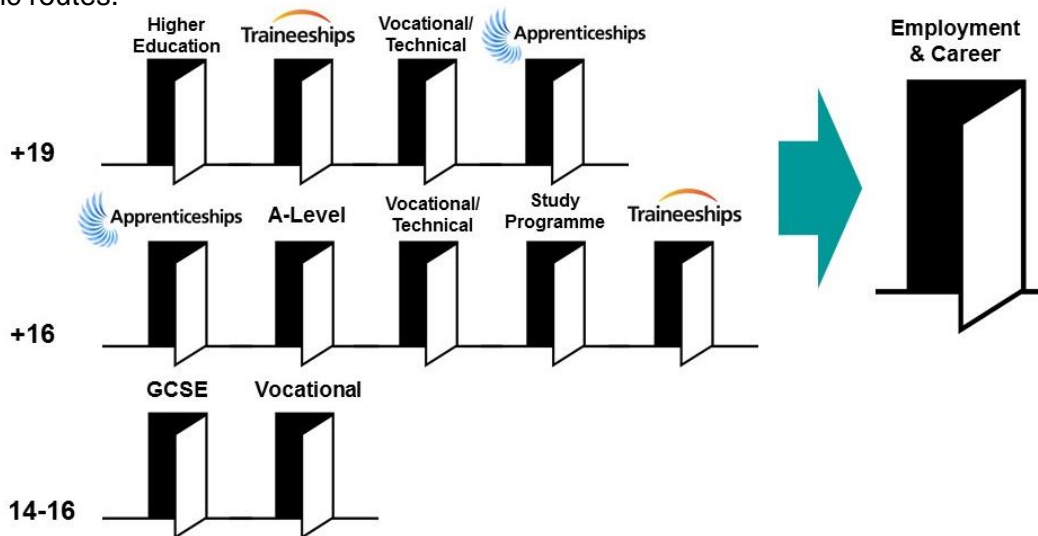 routes.
Higher
Education
Traineeships
Vocational/
Technical
Apprenticeships
Employment
& Career
+19
Apprenticeships
A-Level
Vocational/
Technical
Study
Programme
Traineeships
+16
GCSE
Vocational
14-16